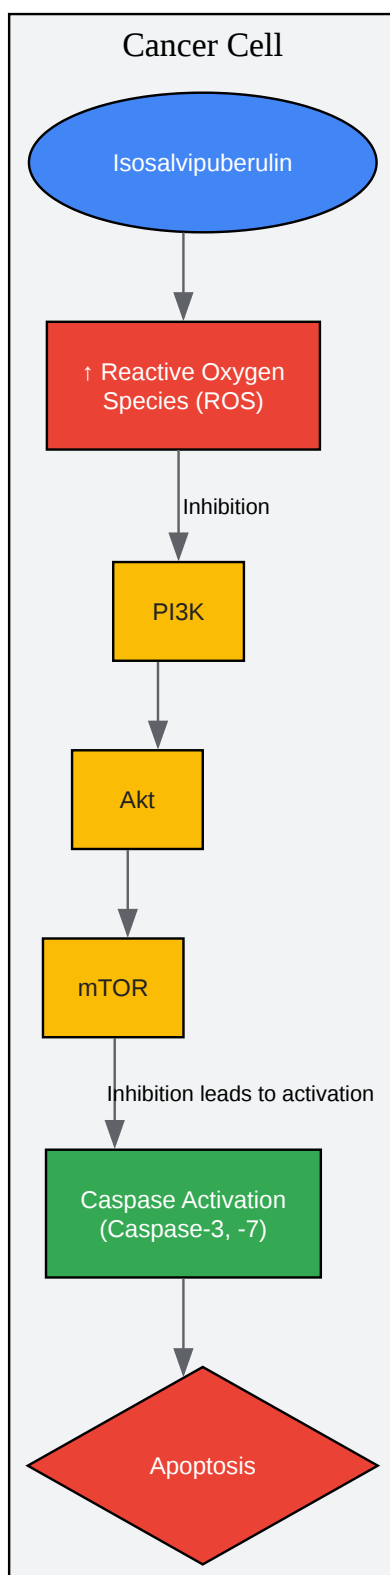 Cancer Cell
Isosalvipuberulin
↑ Reactive Oxygen
Species (ROS)
Inhibition
PI3K
Akt
mTOR
Inhibition leads to activation
Caspase Activation
(Caspase-3, -7)
Apoptosis